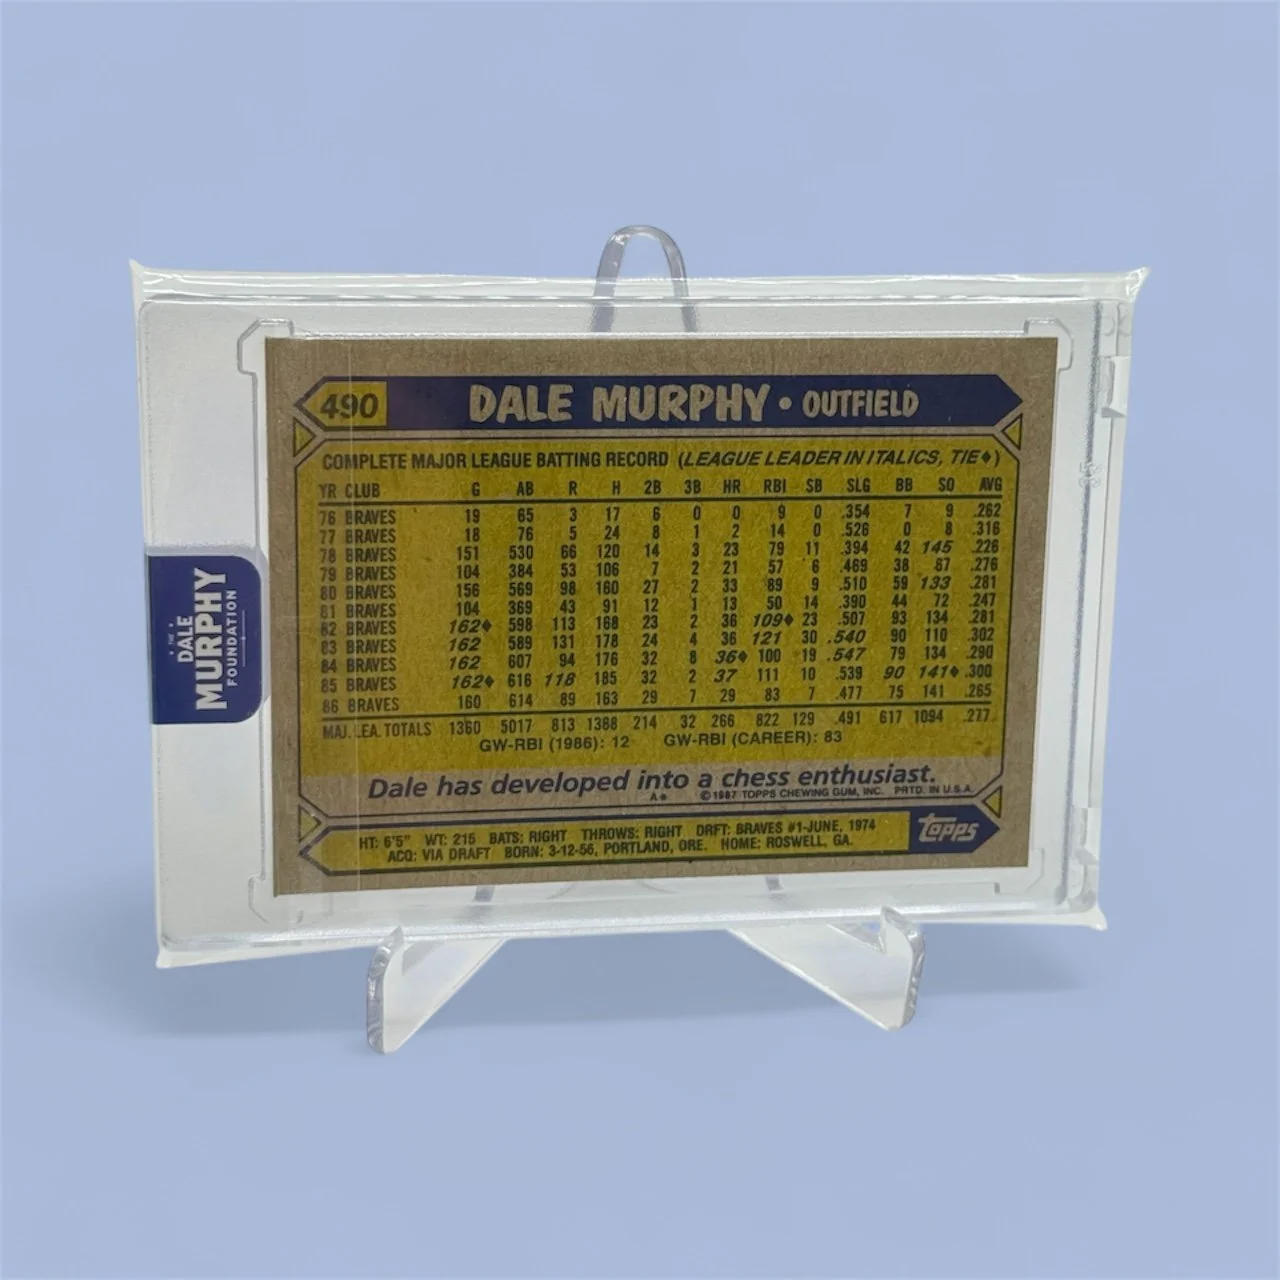 490 DALE MURPHY • OUTFIELD
COMPLETE MAJOR LEAGUE BATTING RECORD (LEAGUE LEADER IN ITALICS, TIE♦)
YR CLUB G AB R H 2B 3B HR RBI SB SLG BB SO AVG
76 BRAVES 19 65 3 17 6 0 0 9 0 .354 7 9 .262
77 BRAVES 18 76 5 24 8 1 2 14 0 .526 0 8 .316
78 BRAVES 151 530 66 120 14 3 23 79 11 .394 42 145 .226
79 BRAVES 104 384 53 106 7 2 21 57 6 .469 38 87 .276
80 BRAVES 156 569 98 160 27 2 33 89 9 .510 59 133 .281
81 BRAVES 104 369 43 91 12 1 13 50 14 .390 44 72 .247
82 BRAVES 162♦ 598 113 168 23 2 36 109♦ 23 .507 93 134 .281
83 BRAVES 162 589 131 178 24 4 36 121 30 .540 90 110 .302
84 BRAVES 162 607 94 176 32 8 36♦ 100 19 .547 79 134 .290
85 BRAVES 162♦ 616 118 185 32 2 37 111 10 .539 90 141♦ .300
86 BRAVES 160 614 89 163 29 7 29 83 7 .477 75 141 .265
MAJ. LEA. TOTALS 1360 5017 813 1388 214 32 266 822 129 .491 617 1094 .277
GW-RBI (1986): 12 GW-RBI (CAREER): 83
Dale has developed into a chess enthusiast.
A* ©1987 TOPPS CHEWING GUM, INC. PRTD. IN U.S.A.
HT: 6'5" WT: 215 BATS: RIGHT THROWS: RIGHT DRFT: BRAVES #1-JUNE, 1974
ACQ: VIA DRAFT BORN: 3-12-56, PORTLAND, ORE. HOME: ROSWELL, GA.
Topps
THE
DALE
MURPHY
FOUNDATION